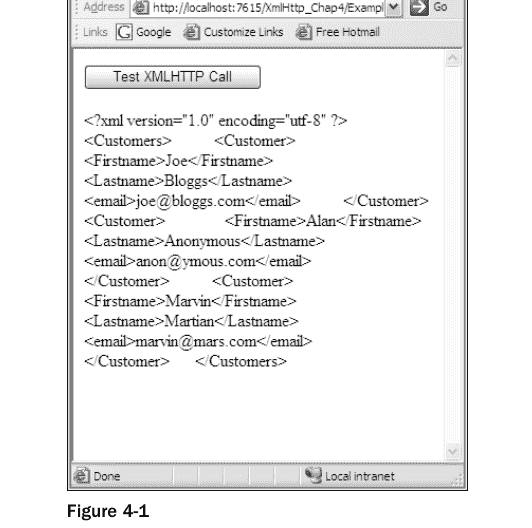 Address http://localhost:7615/XmlHttp_Chap4/Exampl Go
Links Google Customize Links Free Hotmail
Test XMLHTTP Call
<?xml version="1.0" encoding="utf-8" ?>
<Customers> <Customer>
<Firstname>Joe</Firstname>
<Lastname>Bloggs</Lastname>
<email>joe@bloggs.com</email> </Customer>
<Customer> <Firstname>Alan</Firstname>
<Lastname>Anonymous</Lastname>
<email>anon@ymous.com</email>
</Customer> <Customer>
<Firstname>Marvin</Firstname>
<Lastname>Martian</Lastname>
<email>marvin@mars.com</email>
</Customer> </Customers>
Done Local intranet
Figure 4-1